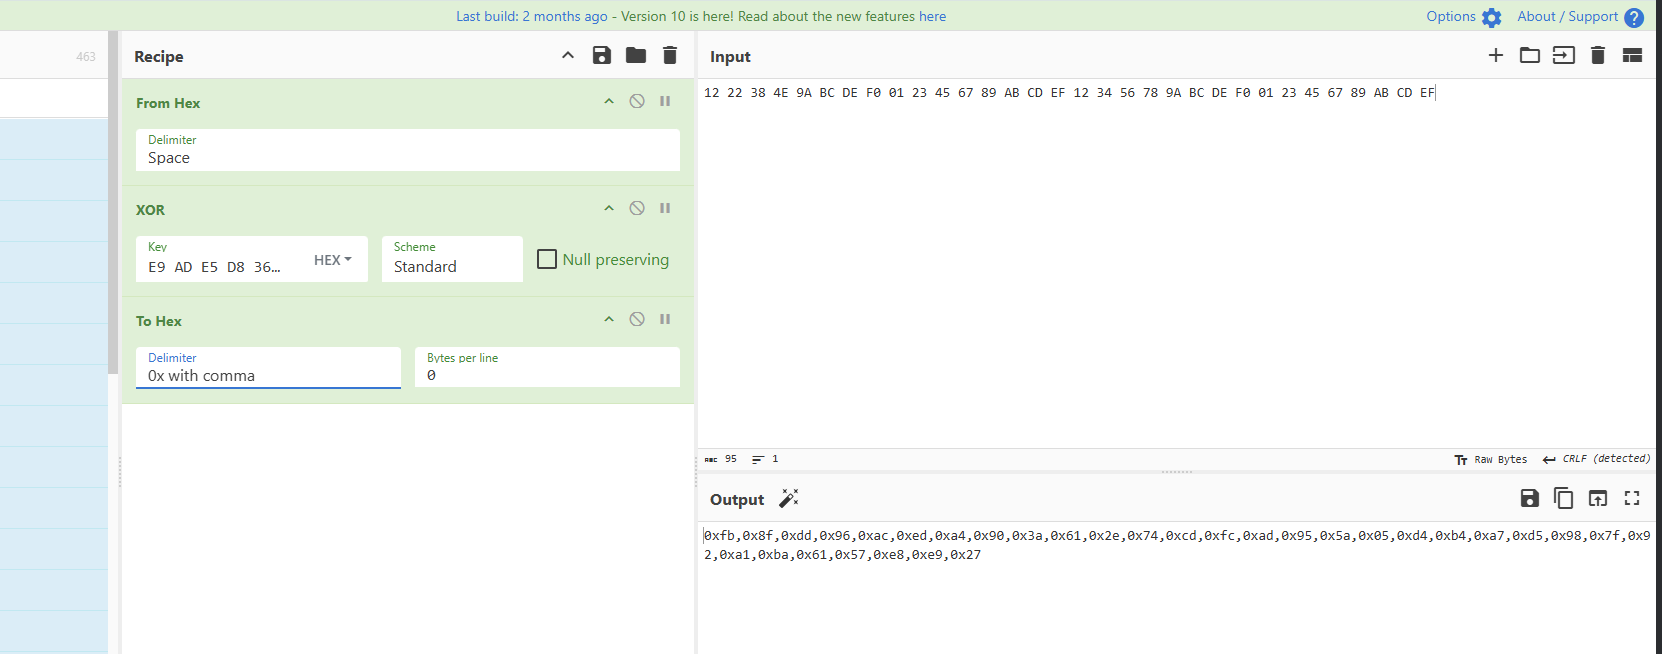 Last build: 2 months ago - Version 10 is here! Read about the new features here
Options
About / Support ?
463
Recipe
From Hex
Delimiter
Space
XOR
Key
E9 AD E5 D8 36...
HEX
Scheme
Standard
Null preserving
To Hex
Delimiter
0x with comma
Bytes per line
0
Input
12 22 38 4E 9A BC DE F0 01 23 45 67 89 AB CD EF 12 34 56 78 9A BC DE F0 01 23 45 67 89 AB CD EF
ABC 95 1
Tт Raw Bytes
CRLF (detected)
Output
0xfb,0x8f,0xdd,0x96,0xac,0xed,0xa4,0x90,0x3a,0x61,0x2e,0x74,0xcd,0xfc,0xad,0x95,0x5a,0x05,0xd4,0xb4,0xa7,0xd5,0x98,0x7f,0x9
2,0xa1,0xba,0x61,0x57,0xe8,0xe9,0x27